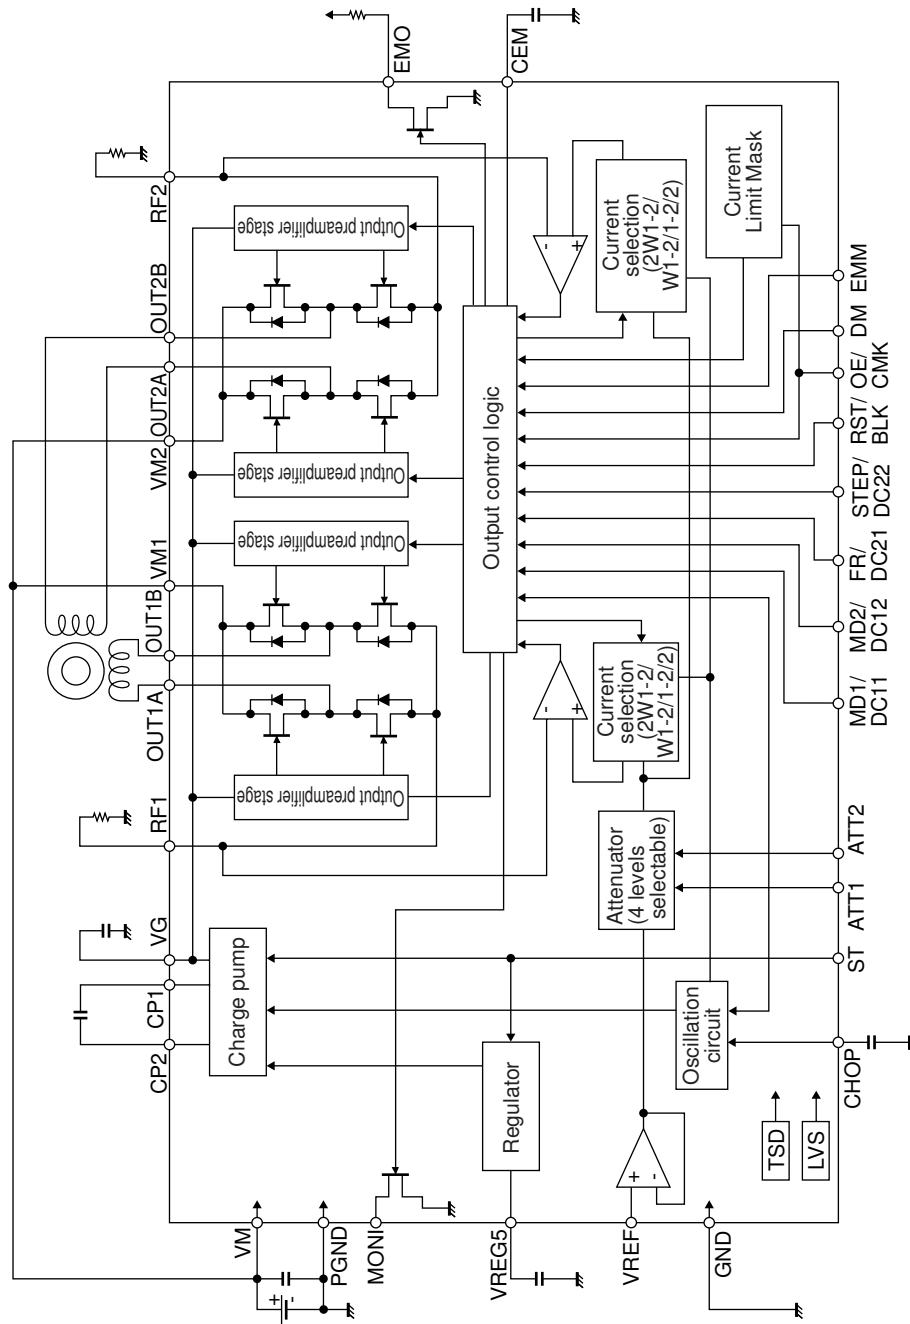 EMO
CEM
RF2
OUT2B
OUT2A
VM2
VM1
OUT1B
OUT1A
RF1
VG
CP1
CP2
Output preamplifier stage
Output preamplifier stage
Output preamplifier stage
Output preamplifier stage
Output control logic
-
+
Current
selection
(2W1-2/
W1-2/1-2/2)
Current
Limit Mask
-
+
Current
selection
(2W1-2/
W1-2/1-2/2)
Attenuator
(4 levels
selectable)
Charge pump
Regulator
Oscillation
circuit
TSD
LVS
+
-
EMM
DM
OE/
CMK
RST/
BLK
STEP/
DC22
FR/
DC21
MD2/
DC12
MD1/
DC11
ATT2
ATT1
ST
CHOP
VM
PGND
MONI
VREG5
VREF
GND
+
-